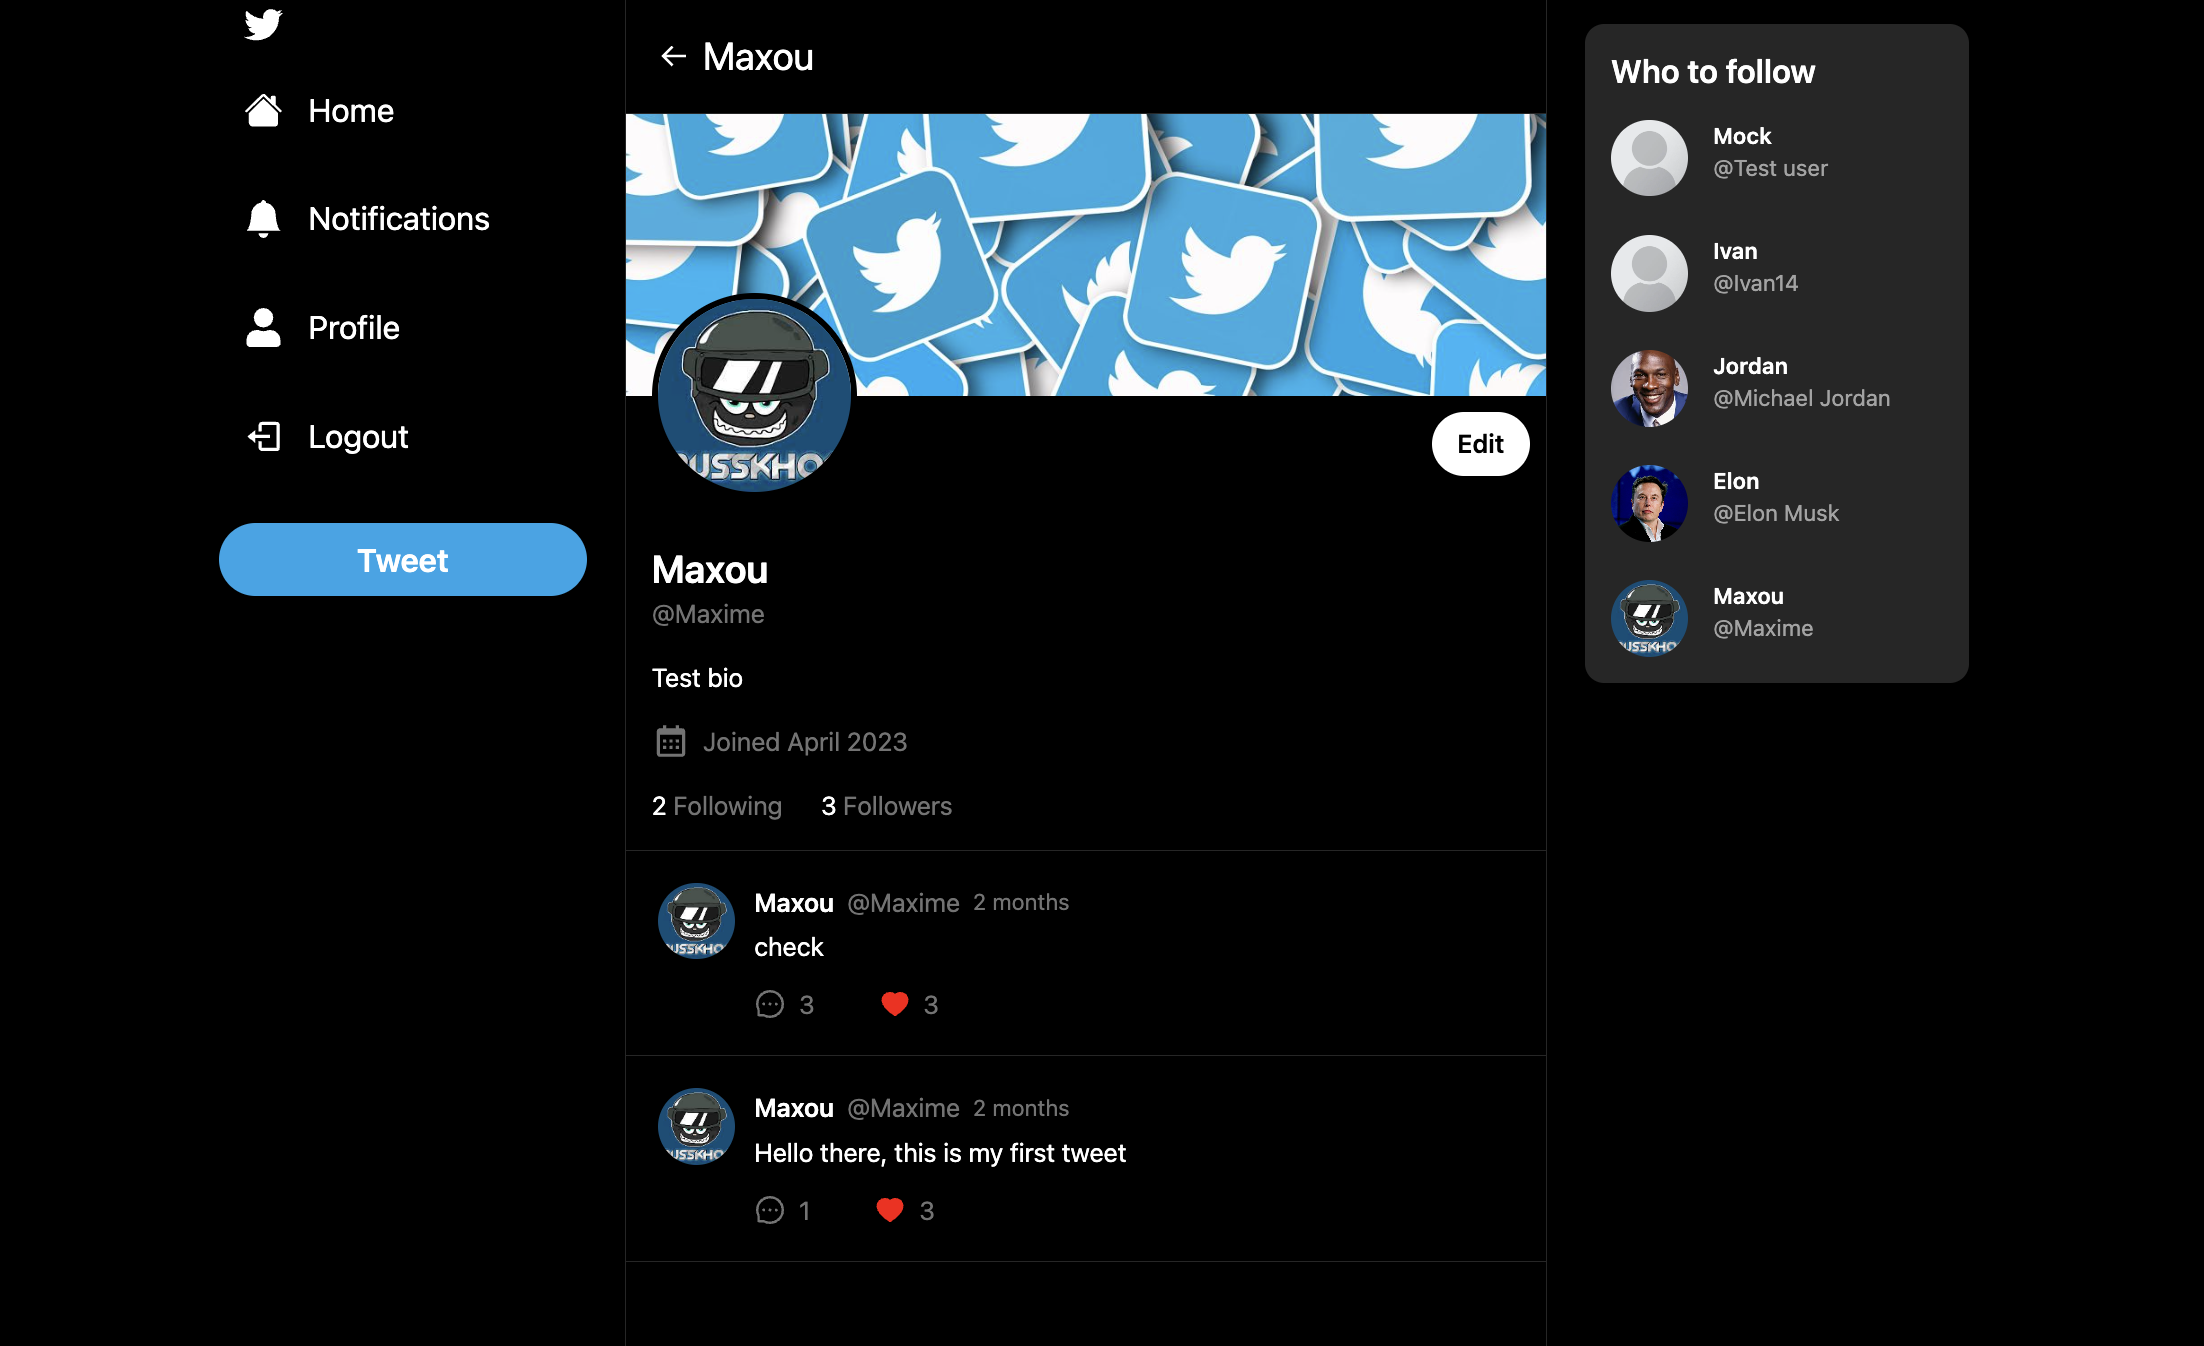 Home
Notifications
Profile
Logout
Tweet
Maxou
Edit
Maxou
@Maxime
Test bio
Joined April 2023
2 Following 3 Followers
Maxou @Maxime 2 months
check
3 3
Maxou @Maxime 2 months
Hello there, this is my first tweet
1 3
Who to follow
Mock
@Test user
Ivan
@Ivan14
Jordan
@Michael Jordan
Elon
@Elon Musk
Maxou
@Maxime